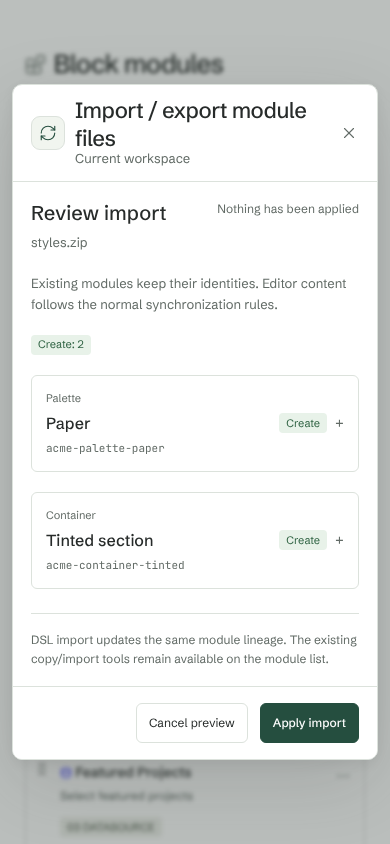 Block modules
Import / export module
files
Current workspace
Review import
Nothing has been applied
styles.zip
Existing modules keep their identities. Editor content
follows the normal synchronization rules.
Create: 2
Palette
Paper
Create +
acme-palette-paper
Container
Tinted section
Create +
acme-container-tinted
DSL import updates the same module lineage. The existing
copy/import tools remain available on the module list.
Cancel preview
Apply import
Featured Projects
Select featured projects